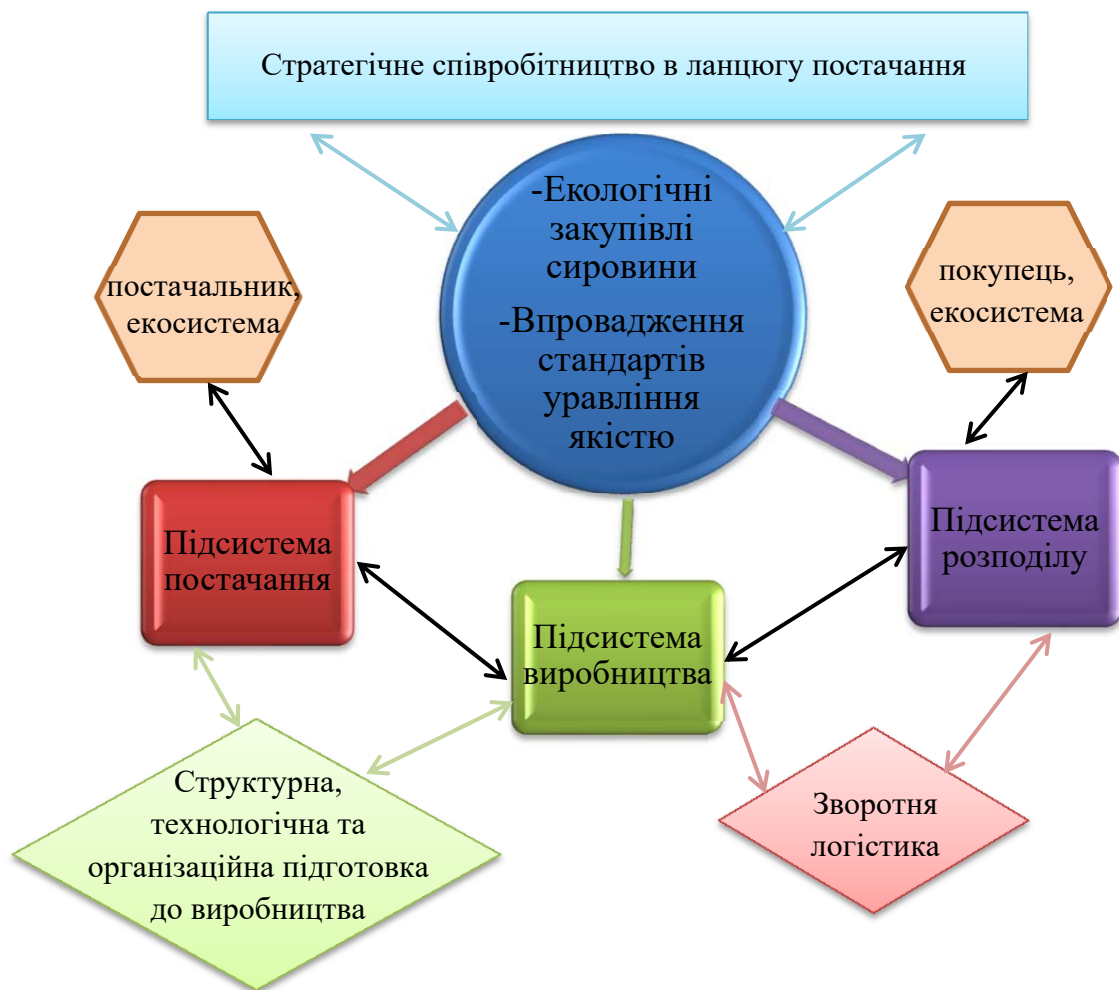 Стратегічне співробітництво в ланцюгу постачання
-Екологічні
закупівлі
сировини
-Впровадження
стандартів
уравління
якістю
постачальник,
екосистема
покупець,
екосистема
Підсистема
постачання
Підсистема
виробництва
Підсистема
розподілу
Структурна,
технологічна та
організаційна підготовка
до виробництва
Зворотня
логістика